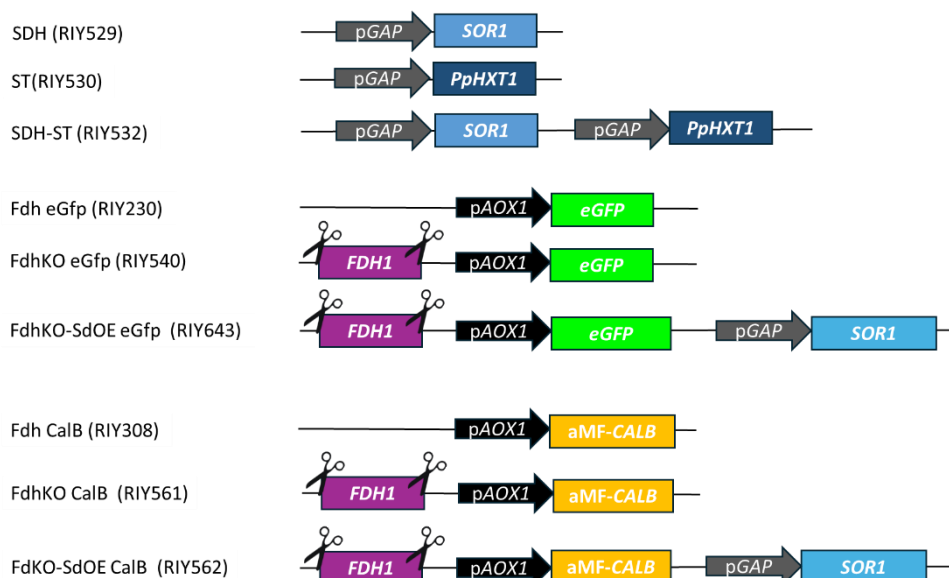 SDH (RIY529) pGAP SOR1
ST(RIY530) pGAP PpHXT1
SDH-ST (RIY532) pGAP SOR1 pGAP PpHXT1
Fdh eGfp (RIY230) pAOX1 eGFP
FdhKO eGfp (RIY540) FDH1 pAOX1 eGFP
FdhKO-SdOE eGfp (RIY643) FDH1 pAOX1 eGFP pGAP SOR1
Fdh CalB (RIY308) pAOX1 aMF-CALB
FdhKO CalB (RIY561) FDH1 pAOX1 aMF-CALB
FdKO-SdOE CalB (RIY562) FDH1 pAOX1 aMF-CALB pGAP SOR1